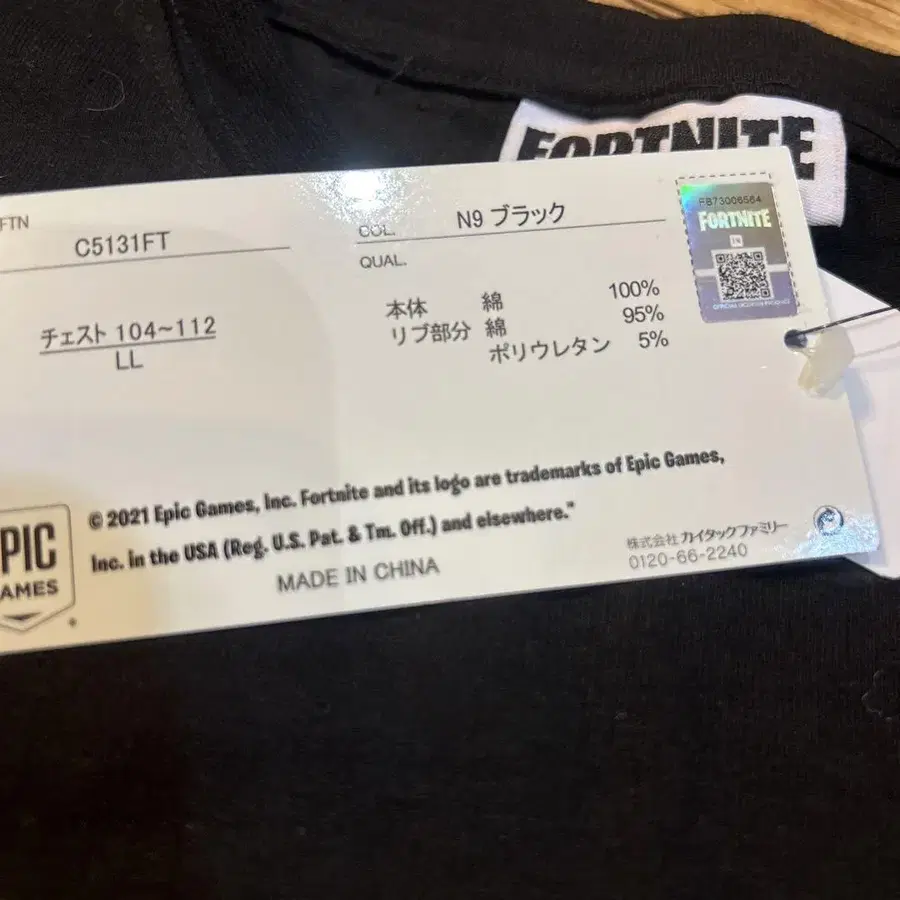 FORTNITE
FTN
C5131FT
COL.
N9 ブラック
QUAL.
本体 綿 100%
リブ部分 綿 95%
ポリウレタン 5%
チェスト 104~112
LL
FB73006564
FORTNITE
© 2021 Epic Games, Inc. Fortnite and its logo are trademarks of Epic Games,
Inc. in the USA (Reg. U.S. Pat. & Tm. Off.) and elsewhere."
MADE IN CHINA
株式会社 カイタックファミリー
0120-66-2240
EPIC
GAMES